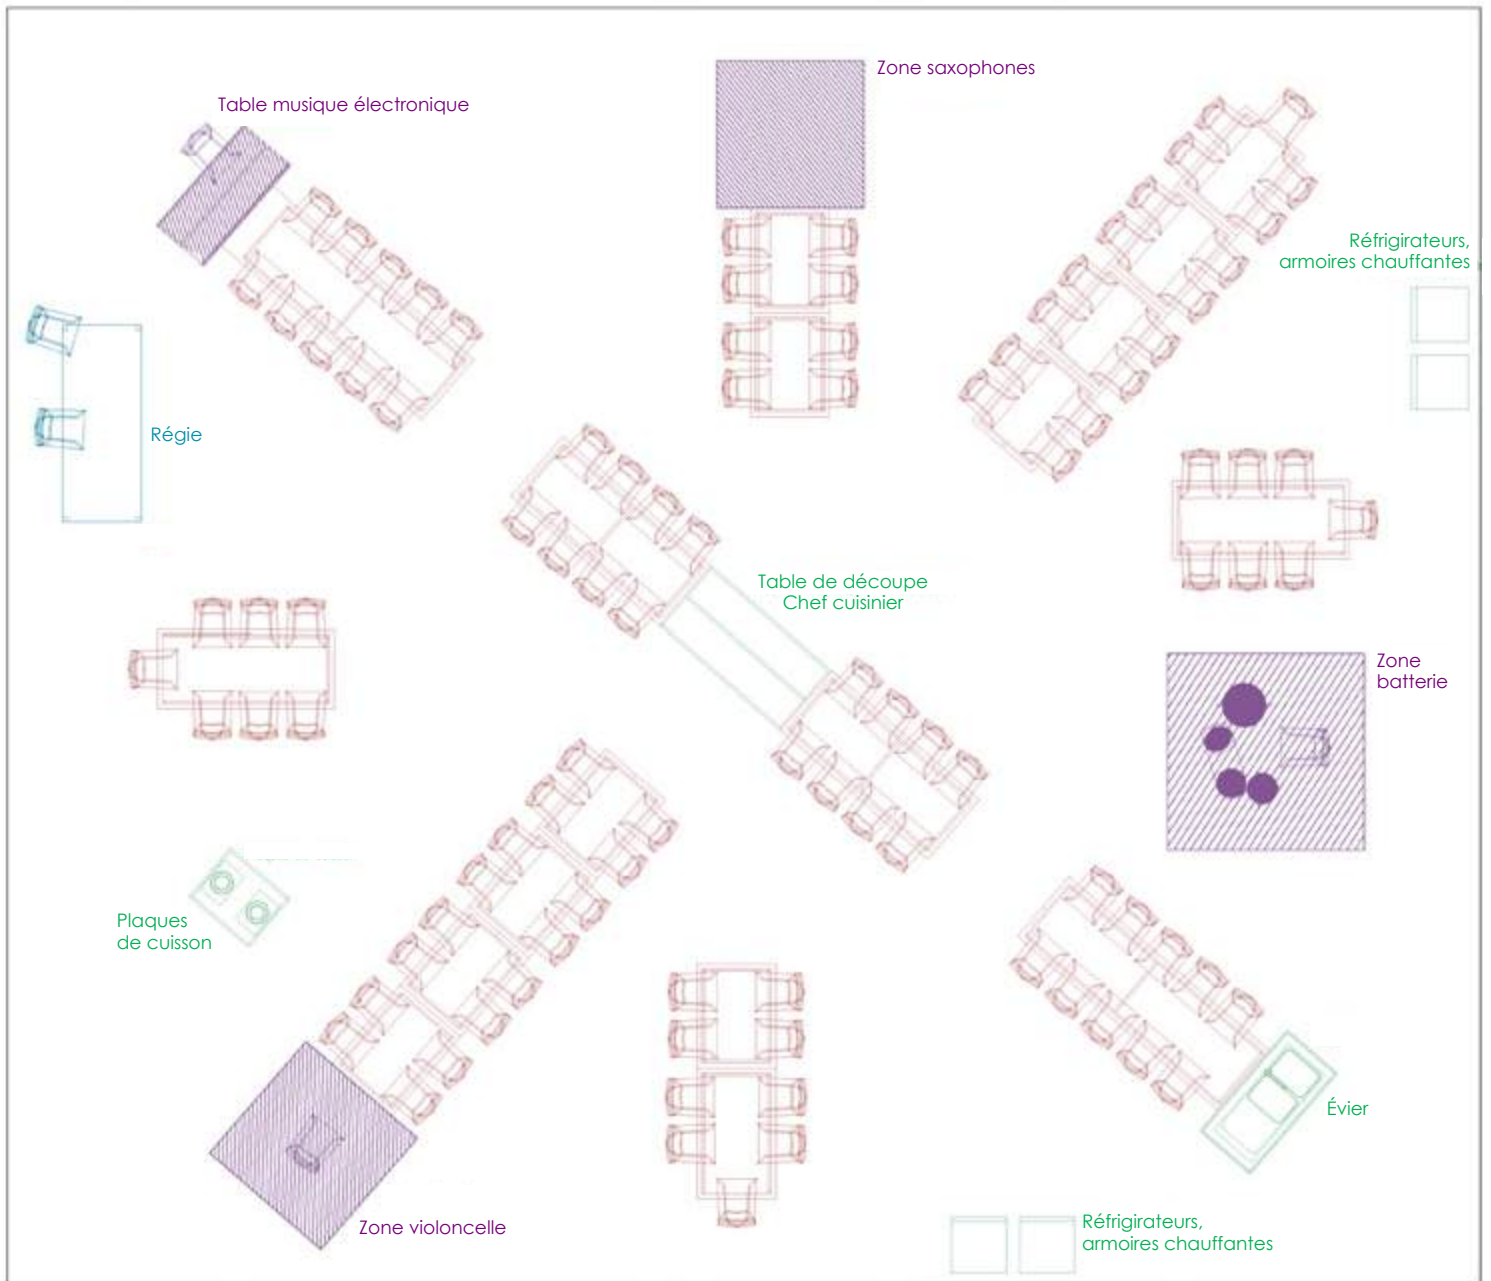 Zone saxophones
Table musique électronique
Réfrigirateurs,
armoires chauffantes
Régie
Table de découpe
Chef cuisinier
Zone
batterie
Plaques
de cuisson
Évier
Zone violoncelle
Réfrigirateurs,
armoires chauffantes